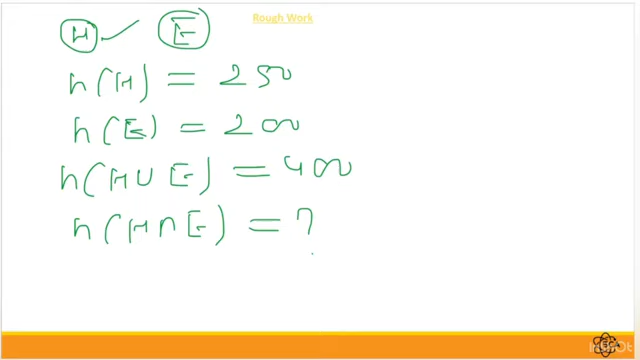 Rough Work
H ✓ E
n(H) = 250
n(E) = 200
n(H∪E) = 400
n(H∩E) = ?